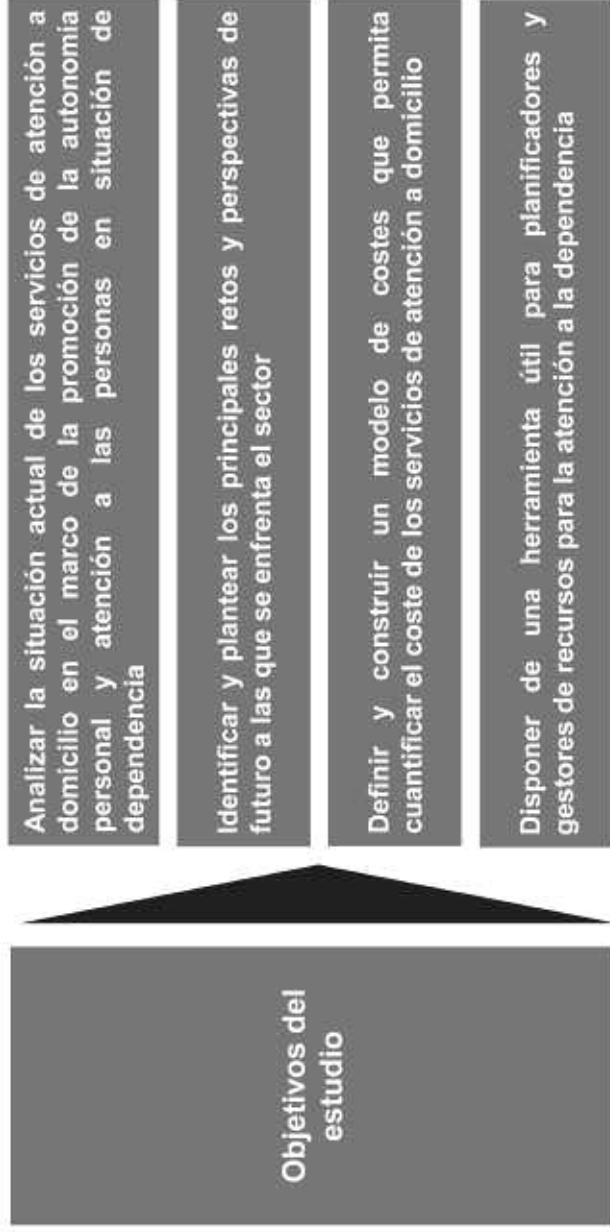 Objetivos del
estudio
Analizar la situación actual de los servicios de atención a
domicilio en el marco de la promoción de la autonomía
personal y atención a las personas en situación de
dependencia
Identificar y plantear los principales retos y perspectivas de
futuro a las que se enfrenta el sector
Definir y construir un modelo de costes que permita
cuantificar el coste de los servicios de atención a domicilio
Disponer de una herramienta útil para planificadores y
gestores de recursos para la atención a la dependencia